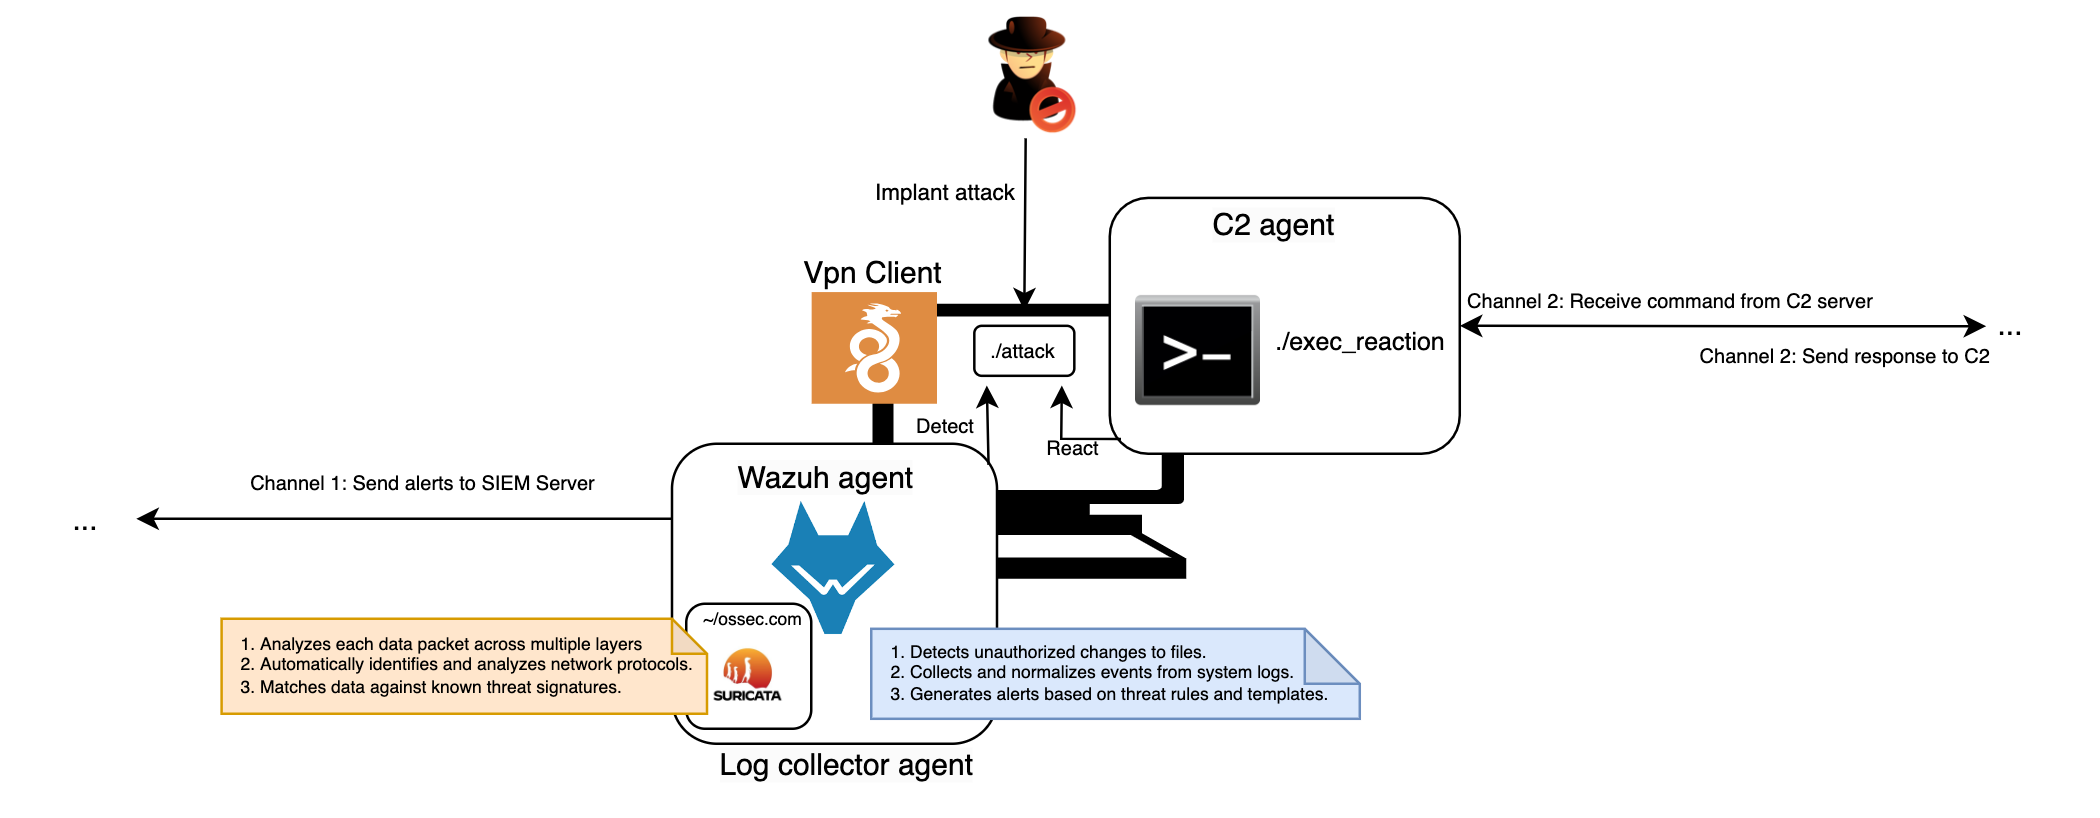 Implant attack
C2 agent
Vpn Client
Channel 2: Receive command from C2 server
>_
./exec_reaction
...
./attack
Channel 2: Send response to C2
Detect
React
Wazuh agent
Channel 1: Send alerts to SIEM Server
...
~/ossec.com
1. Analyzes each data packet across multiple layers
2. Automatically identifies and analyzes network protocols.
3. Matches data against known threat signatures.
SURICATA
1. Detects unauthorized changes to files.
2. Collects and normalizes events from system logs.
3. Generates alerts based on threat rules and templates.
Log collector agent